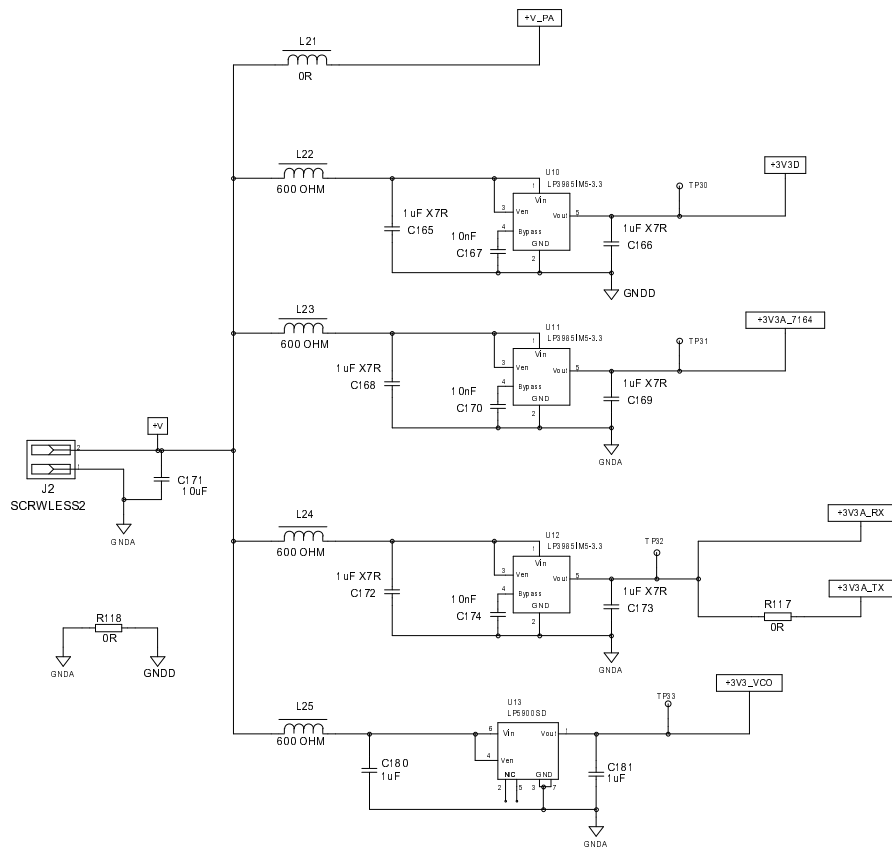 +V_PA
L21
0R
L22
600 OHM
U10
LP3985IM5-3.3
1
Vin
3
Ven
Vout
5
4
Bypass
GND
2
1uF X7R
C165
10nF
C167
1uF X7R
C166
TP30
+3V3D
GNDD
L23
600 OHM
U11
LP3985IM5-3.3
1
Vin
3
Ven
Vout
5
4
Bypass
GND
2
1uF X7R
C168
10nF
C170
1uF X7R
C169
TP31
+3V3A_7164
GNDA
+V
2
1
J2
SCRWLESS2
C171
10uF
GNDA
L24
600 OHM
U12
LP3985IM5-3.3
1
Vin
3
Ven
Vout
5
4
Bypass
GND
2
1uF X7R
C172
10nF
C174
1uF X7R
C173
TP32
+3V3A_RX
+3V3A_TX
R117
0R
GNDA
R118
0R
GNDA
GNDD
L25
600 OHM
U13
LP5900SD
6
Vin
Vout
1
4
Ven
NC
GND
2
5
3
7
C180
1uF
C181
1uF
TP33
+3V3_VCO
GNDA